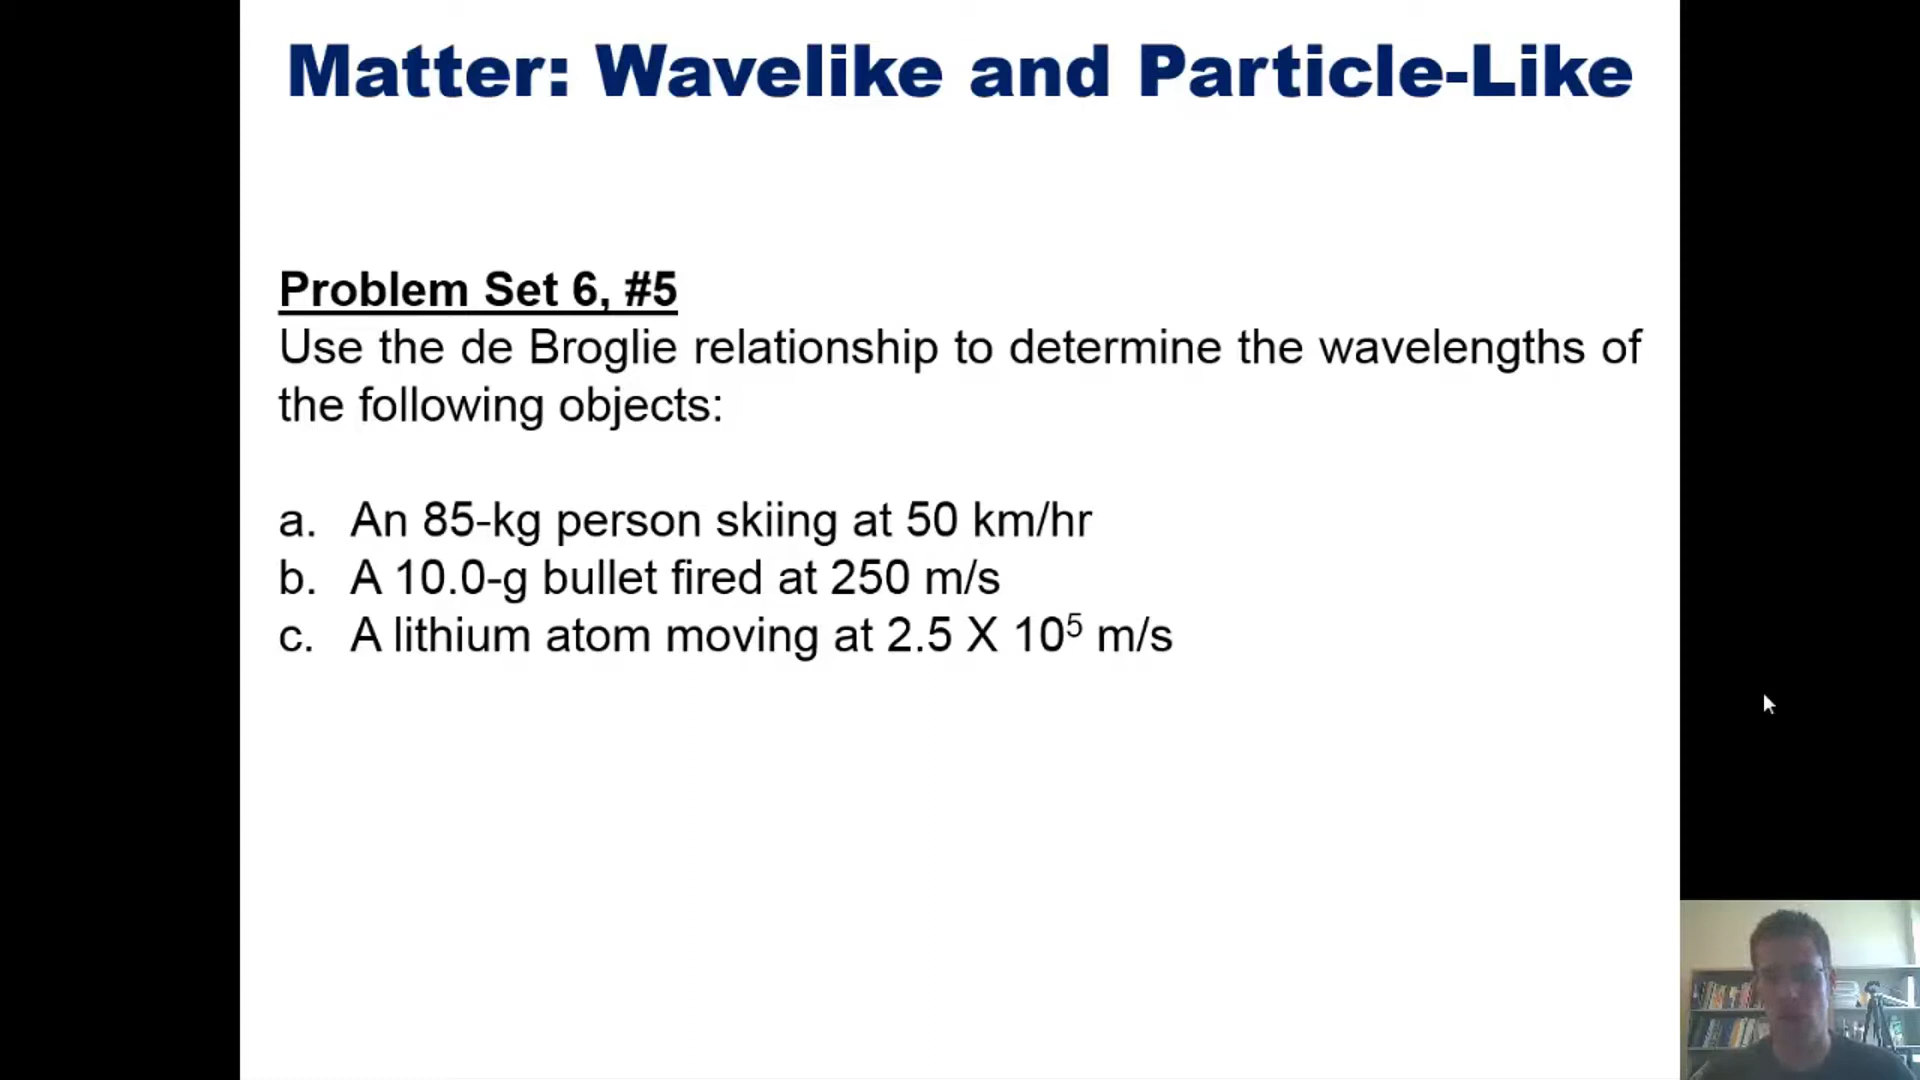 Matter: Wavelike and Particle-Like
Problem Set 6, #5
Use the de Broglie relationship to determine the wavelengths of
the following objects:
a. An 85-kg person skiing at 50 km/hr
b. A 10.0-g bullet fired at 250 m/s
c. A lithium atom moving at 2.5 X 10⁵ m/s